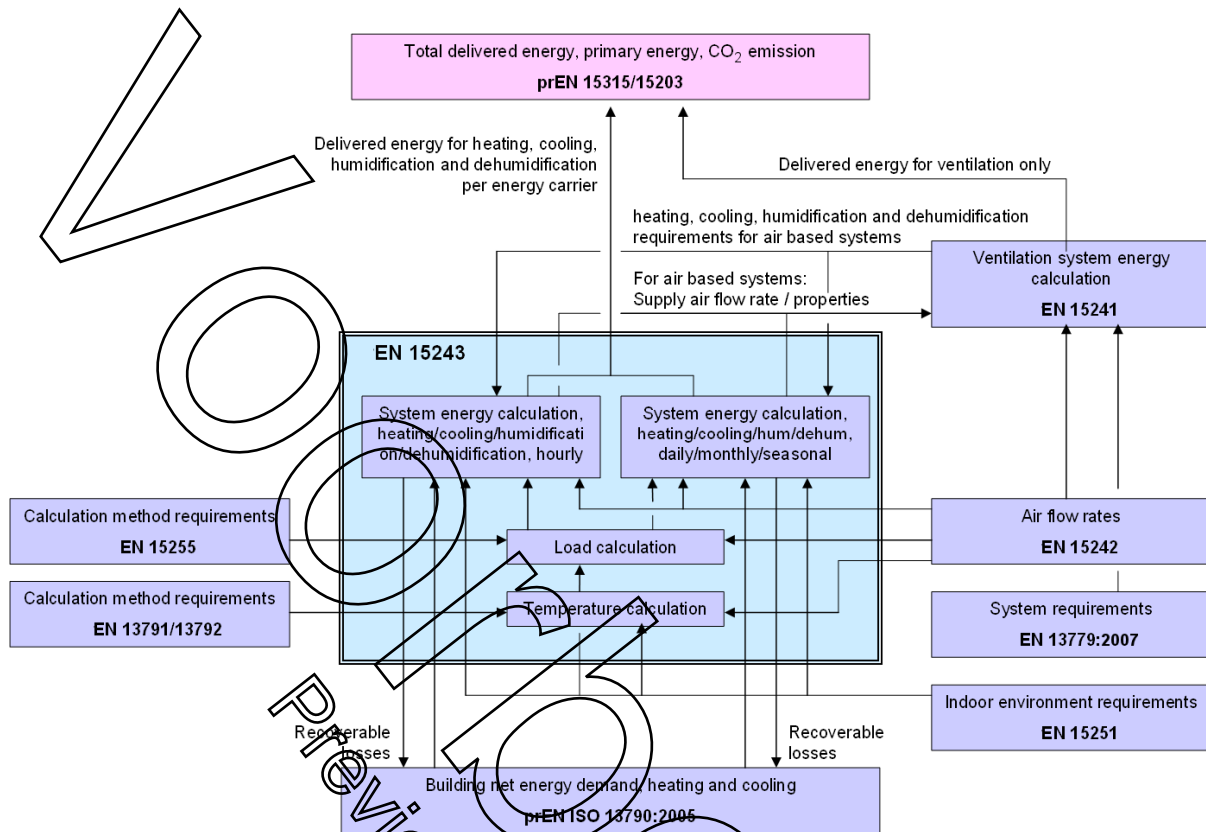 Total delivered energy, primary energy, CO2 emission
prEN 15315/15203
Delivered energy for heating, cooling,
humidification and dehumidification
per energy carrier
Delivered energy for ventilation only
heating, cooling, humidification and dehumidification
requirements for air based systems
Ventilation system energy
calculation
EN 15241
For air based systems:
Supply air flow rate / properties
EN 15243
System energy calculation,
heating/cooling/humidificati
on/dehumidification, hourly
System energy calculation,
heating/cooling/hum/dehum,
daily/monthly/seasonal
Calculation method requirements
EN 15255
Load calculation
Air flow rates
EN 15242
Calculation method requirements
EN 13791/13792
Temperature calculation
System requirements
EN 13779:2007
Indoor environment requirements
EN 15251
Recoverable
losses
Recoverable
losses
Building net energy demand, heating and cooling
prEN ISO 13790:2005
Voor